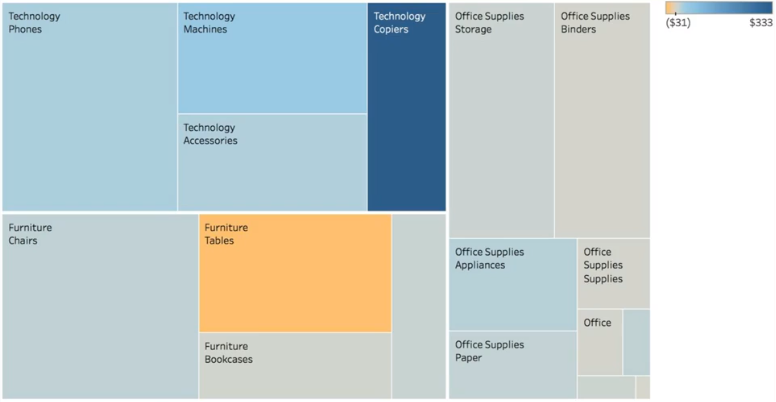 Technology
Phones
Technology
Machines
Technology
Accessories
Technology
Copiers
Furniture
Chairs
Furniture
Tables
Furniture
Bookcases
Office Supplies
Storage
Office Supplies
Binders
Office Supplies
Appliances
Office Supplies
Paper
Office
Supplies
Supplies
Office
($31)
$333